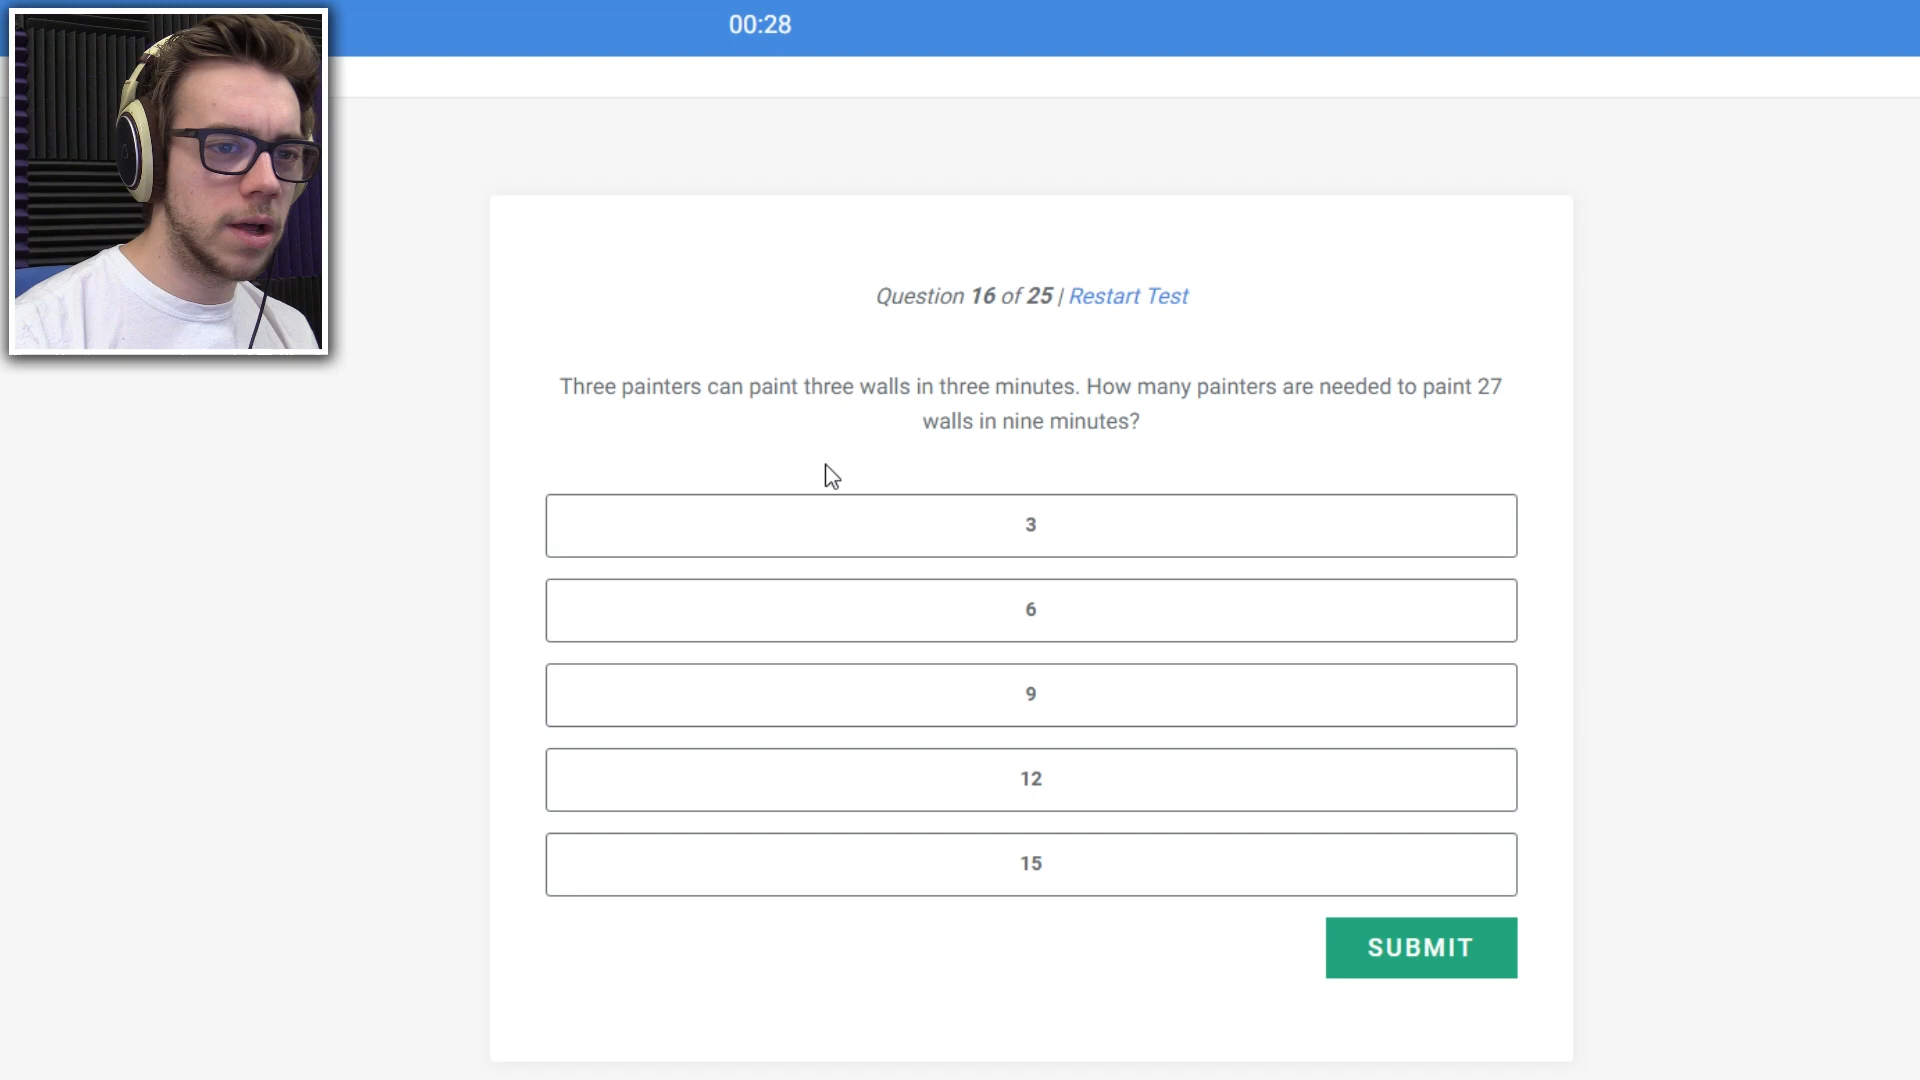 00:28
Question 16 of 25 | Restart Test
Three painters can paint three walls in three minutes. How many painters are needed to paint 27
walls in nine minutes?
3
6
9
12
15
SUBMIT